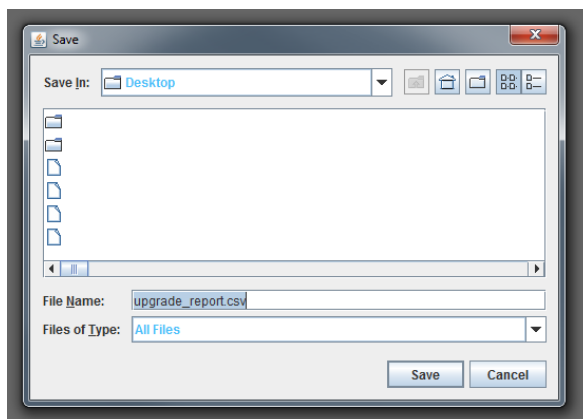 Save
Save In: Desktop
File Name: upgrade_report.csv
Files of Type: All Files
Save Cancel